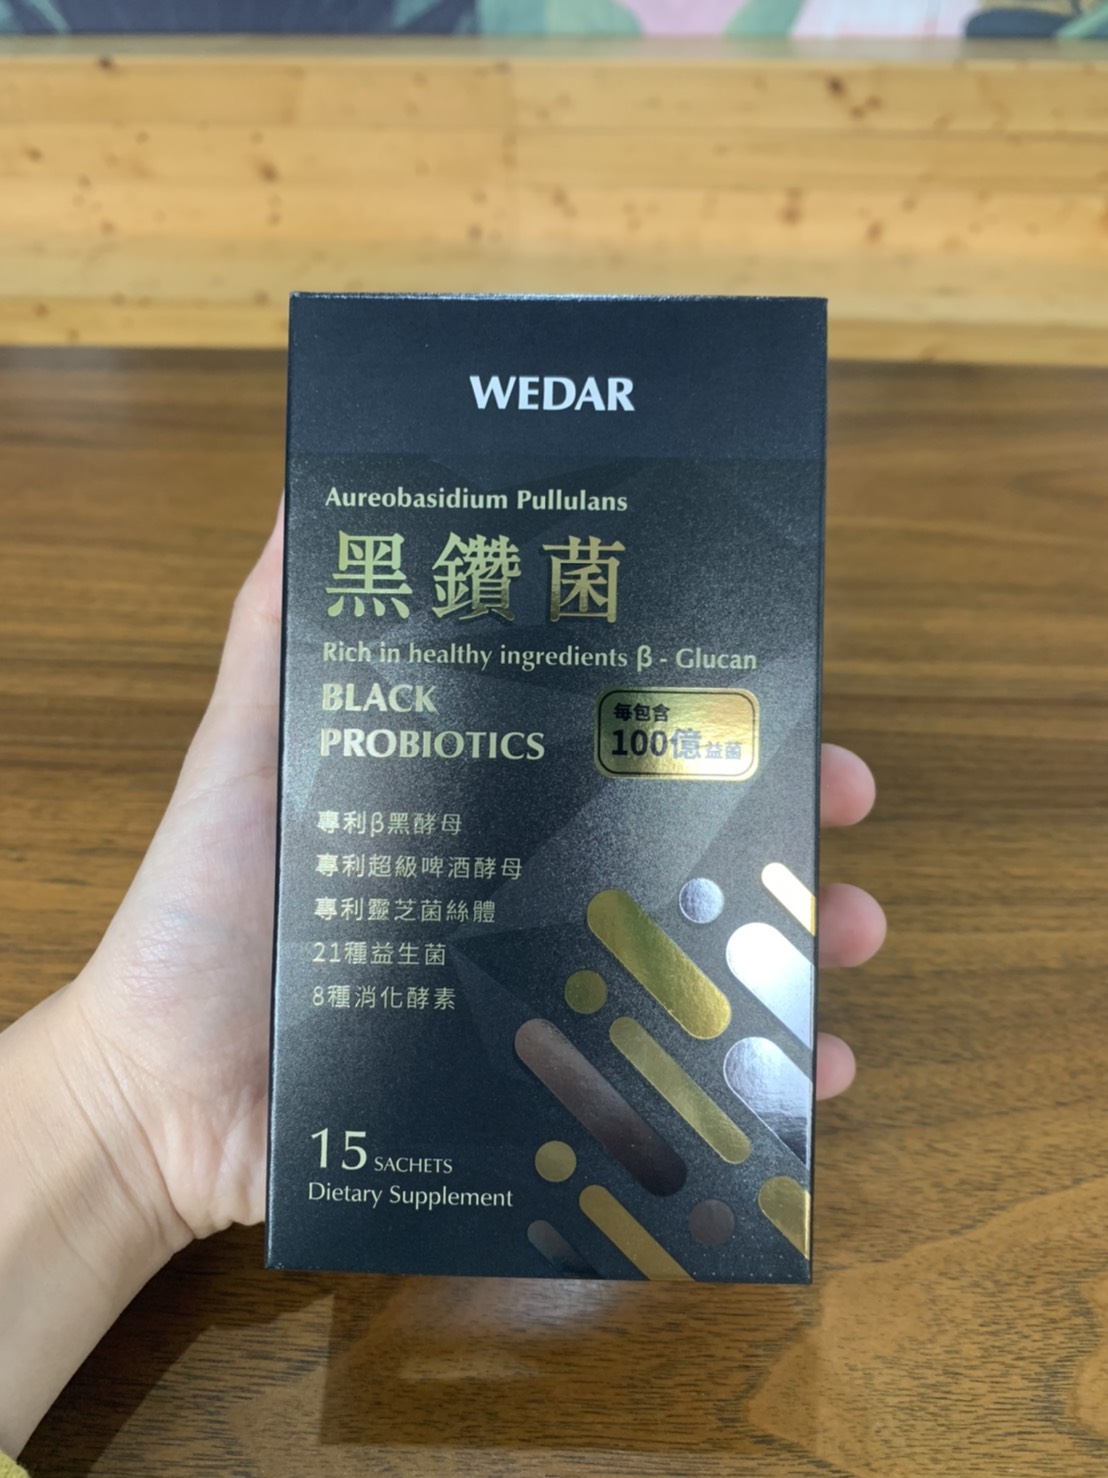 WEDAR
Aureobasidium Pullulans
黑鑽菌
Rich in healthy ingredients β - Glucan
BLACK
PROBIOTICS
每包含
100億益菌
專利β黑酵母
專利超級啤酒酵母
專利靈芝菌絲體
21種益生菌
8種消化酵素
15 SACHETS
Dietary Supplement